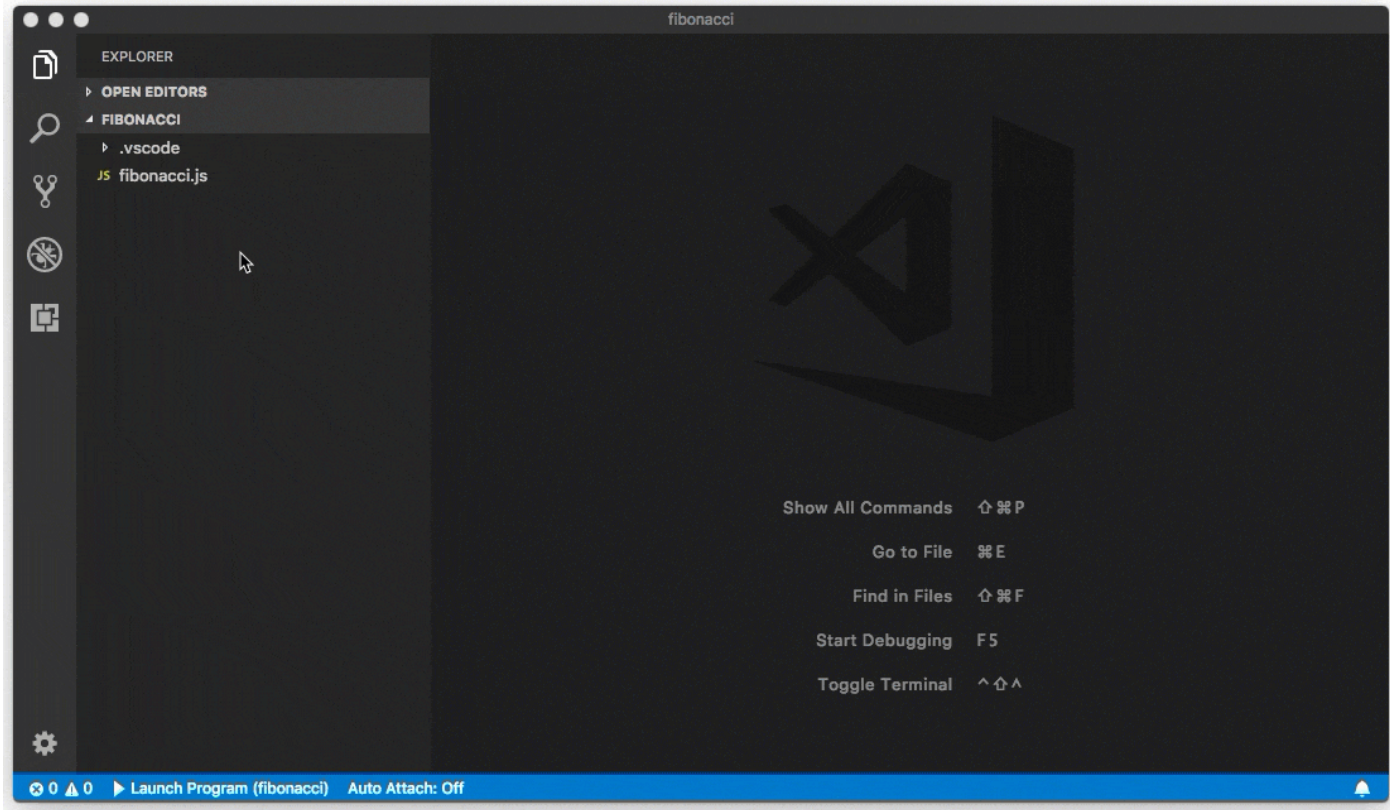 fibonacci
EXPLORER
OPEN EDITORS
FIBONACCI
.vscode
JS fibonacci.js
Show All Commands ⇧⌘P
Go to File ⌘E
Find in Files ⇧⌘F
Start Debugging F5
Toggle Terminal ^⇧^
0 0 Launch Program (fibonacci) Auto Attach: Off